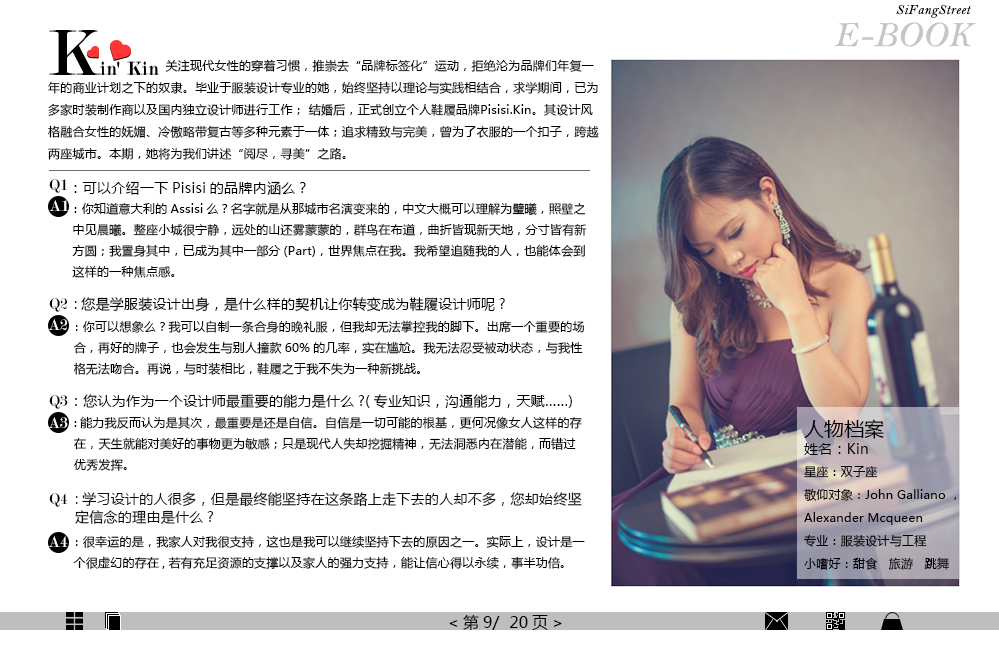 SiFangStreet
E-BOOK
Kin' Kin 关注现代女性的穿着习惯，推崇去“品牌标签化”运动，拒绝沦为品牌们年复一
年的商业计划之下的奴隶。毕业于服装设计专业的她，始终坚持以理论与实践相结合，求学期间，已为
多家时装制作商以及国内独立设计师进行工作； 结婚后，正式创立个人鞋履品牌Pisisi.Kin。其设计风
格融合女性的妩媚、冷傲略带复古等多种元素于一体；追求精致与完美，曾为了衣服的一个扣子，跨越
两座城市。本期，她将为我们讲述“阅尽，寻美”之路。
Q1：可以介绍一下 Pisisi 的品牌内涵么？
A1：你知道意大利的 Assisi 么？名字就是从那城市名演变来的，中文大概可以理解为璧曦，照壁之
中见晨曦。整座小城很宁静，远处的山还雾蒙蒙的，群鸟在布道，曲折皆现新天地，分寸皆有新
方圆；我置身其中，已成为其中一部分 (Part)，世界焦点在我。我希望追随我的人，也能体会到
这样的一种焦点感。
Q2：您是学服装设计出身，是什么样的契机让你转变成为鞋履设计师呢？
A2：你可以想象么？我可以自制一条合身的晚礼服，但我却无法掌控我的脚下。出席一个重要的场
合，再好的牌子，也会发生与别人撞款 60% 的几率，实在尴尬。我无法忍受被动状态，与我性
格无法吻合。再说，与时装相比，鞋履之于我不失为一种新挑战。
Q3：您认为作为一个设计师最重要的能力是什么？( 专业知识，沟通能力，天赋......)
A3：能力我反而认为是其次，最重要是还是自信。自信是一切可能的根基，更何况像女人这样的存
在，天生就能对美好的事物更为敏感；只是现代人失却挖掘精神，无法洞悉内在潜能，而错过
优秀发挥。
Q4：学习设计的人很多，但是最终能坚持在这条路上走下去的人却不多，您却始终坚
定信念的理由是什么？
A4：很幸运的是，我家人对我很支持，这也是我可以继续坚持下去的原因之一。实际上，设计是一
个很虚幻的存在，若有充足资源的支撑以及家人的强力支持，能让信心得以永续，事半功倍。
人物档案
姓名：Kin
星座：双子座
敬仰对象：John Galliano ，
Alexander Mcqueen
专业：服装设计与工程
小嗜好：甜食 旅游 跳舞
< 第 9/ 20 页 >